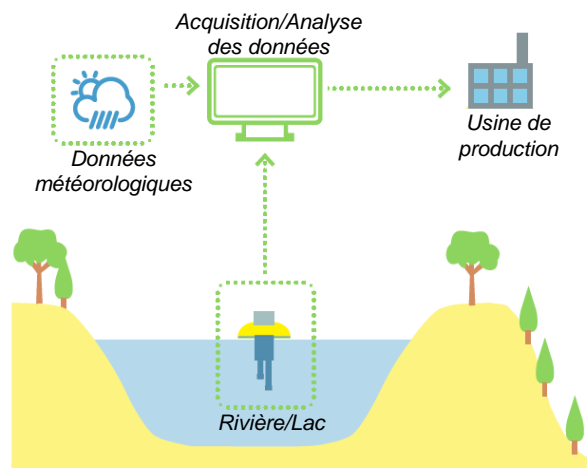 Acquisition/Analyse
des données
Données
météorologiques
Usine de
production
Rivière/Lac